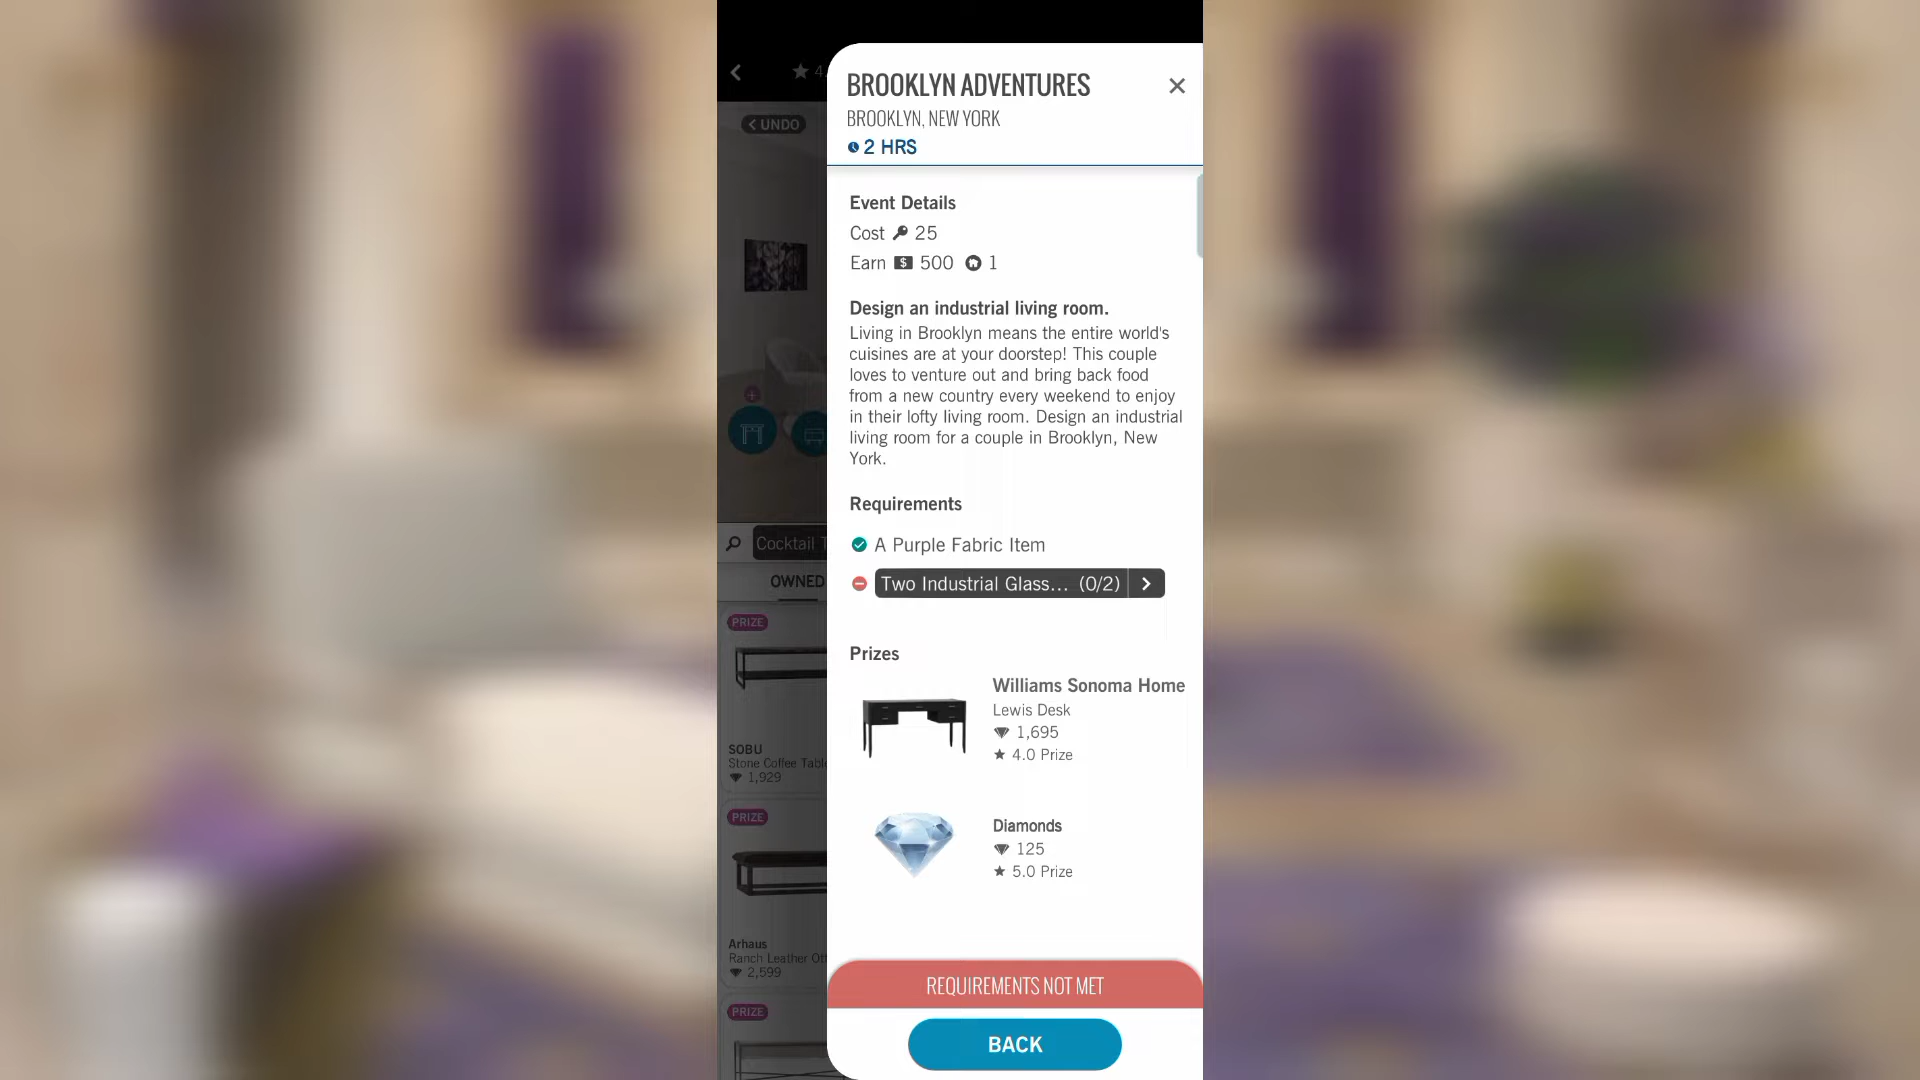 4.
UNDO
Cocktail T
OWNED
PRIZE
SOBU
Stone Coffee Table
1,929
PRIZE
Arhaus
Ranch Leather Ott
2,599
PRIZE
BROOKLYN ADVENTURES
BROOKLYN, NEW YORK
2 HRS
Event Details
Cost 25
Earn $ 500 1
Design an industrial living room.
Living in Brooklyn means the entire world's
cuisines are at your doorstep! This couple
loves to venture out and bring back food
from a new country every weekend to enjoy
in their lofty living room. Design an industrial
living room for a couple in Brooklyn, New
York.
Requirements
A Purple Fabric Item
Two Industrial Glass... (0/2)
Prizes
Williams Sonoma Home
Lewis Desk
1,695
4.0 Prize
Diamonds
125
5.0 Prize
REQUIREMENTS NOT MET
BACK